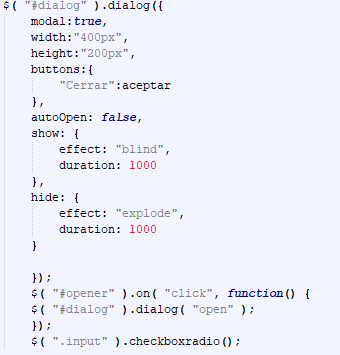 $( "#dialog" ).dialog({
modal:true,
width:"400px",
height:"200px",
buttons:{
"Cerrar":aceptar
},
autoOpen: false,
show: {
effect: "blind",
duration: 1000
},
hide: {
effect: "explode",
duration: 1000
}
});
$( "#opener" ).on( "click", function() {
$( "#dialog" ).dialog( "open" );
});
$( ".input" ).checkboxradio();